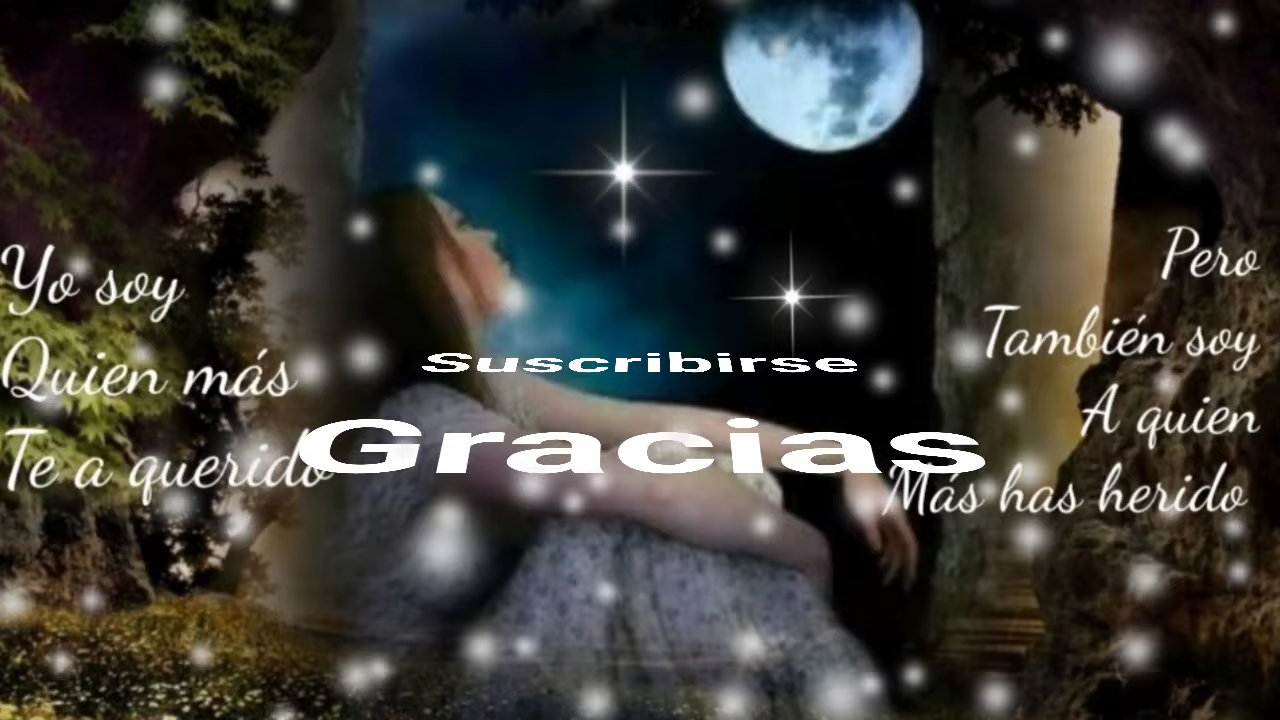 Yo soy
Quien más
Te a querido
Suscribirse
Gracias
Pero
También soy
A quien
Más has herido